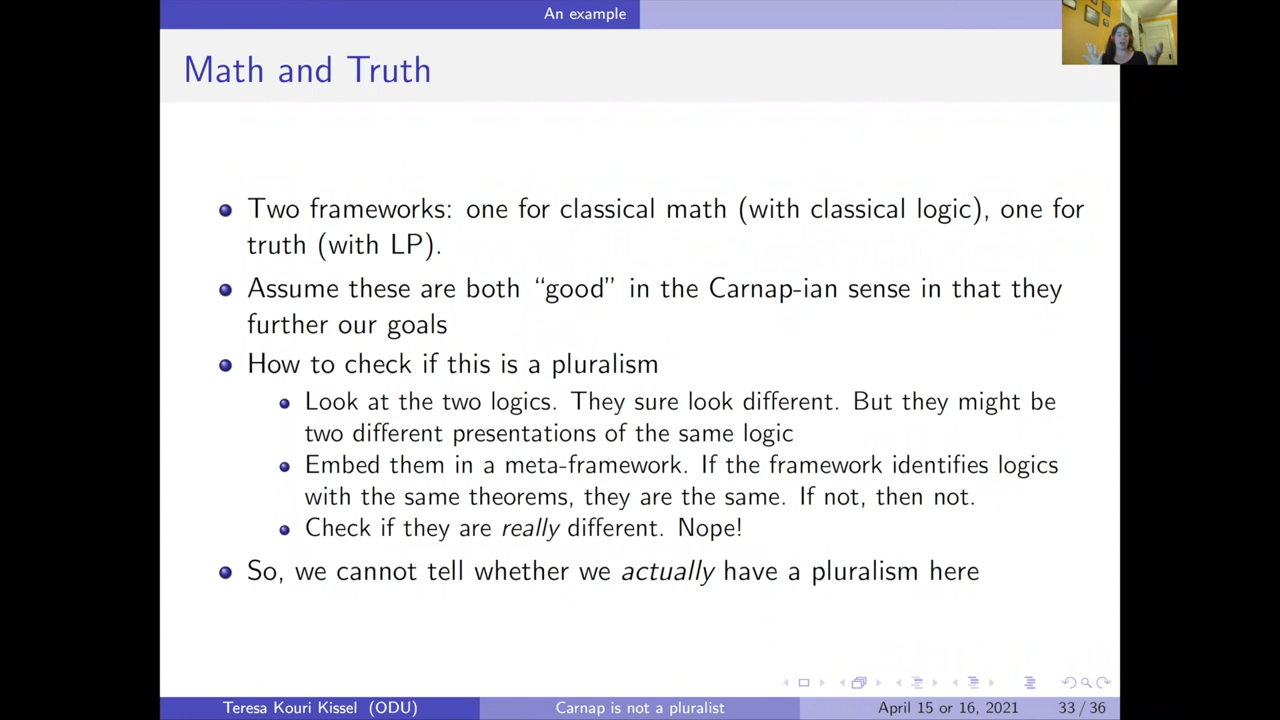 An example
Math and Truth
Two frameworks: one for classical math (with classical logic), one for
truth (with LP).
Assume these are both “good” in the Carnap-ian sense in that they
further our goals
How to check if this is a pluralism
Look at the two logics. They sure look different. But they might be
two different presentations of the same logic
Embed them in a meta-framework. If the framework identifies logics
with the same theorems, they are the same. If not, then not.
Check if they are really different. Nope!
So, we cannot tell whether we actually have a pluralism here
Teresa Kouri Kissel (ODU)
Carnap is not a pluralist
April 15 or 16, 2021
33 / 36